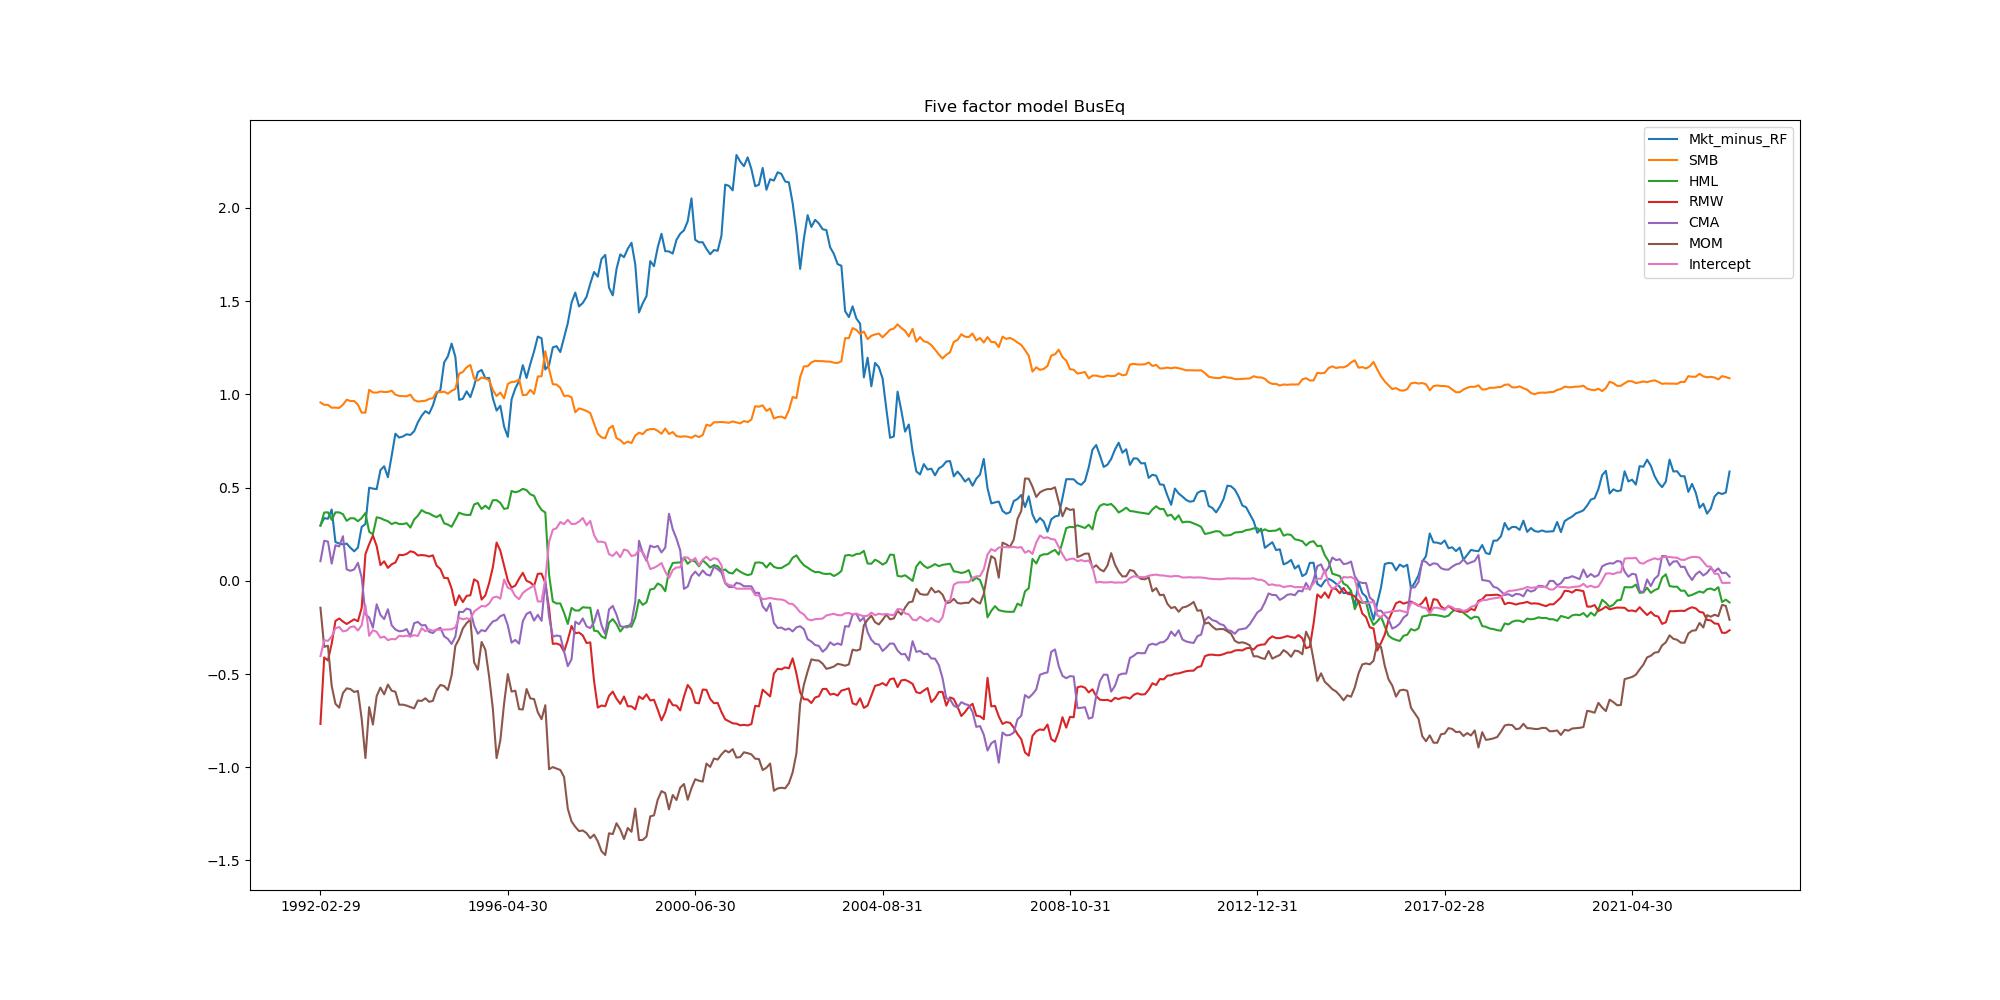 Five factor model BusEq
Mkt_minus_RF
SMB
HML
RMW
CMA
MOM
Intercept
2.0
1.5
1.0
0.5
0.0
−0.5
−1.0
−1.5
1992-02-29 1996-04-30 2000-06-30 2004-08-31 2008-10-31 2012-12-31 2017-02-28 2021-04-30